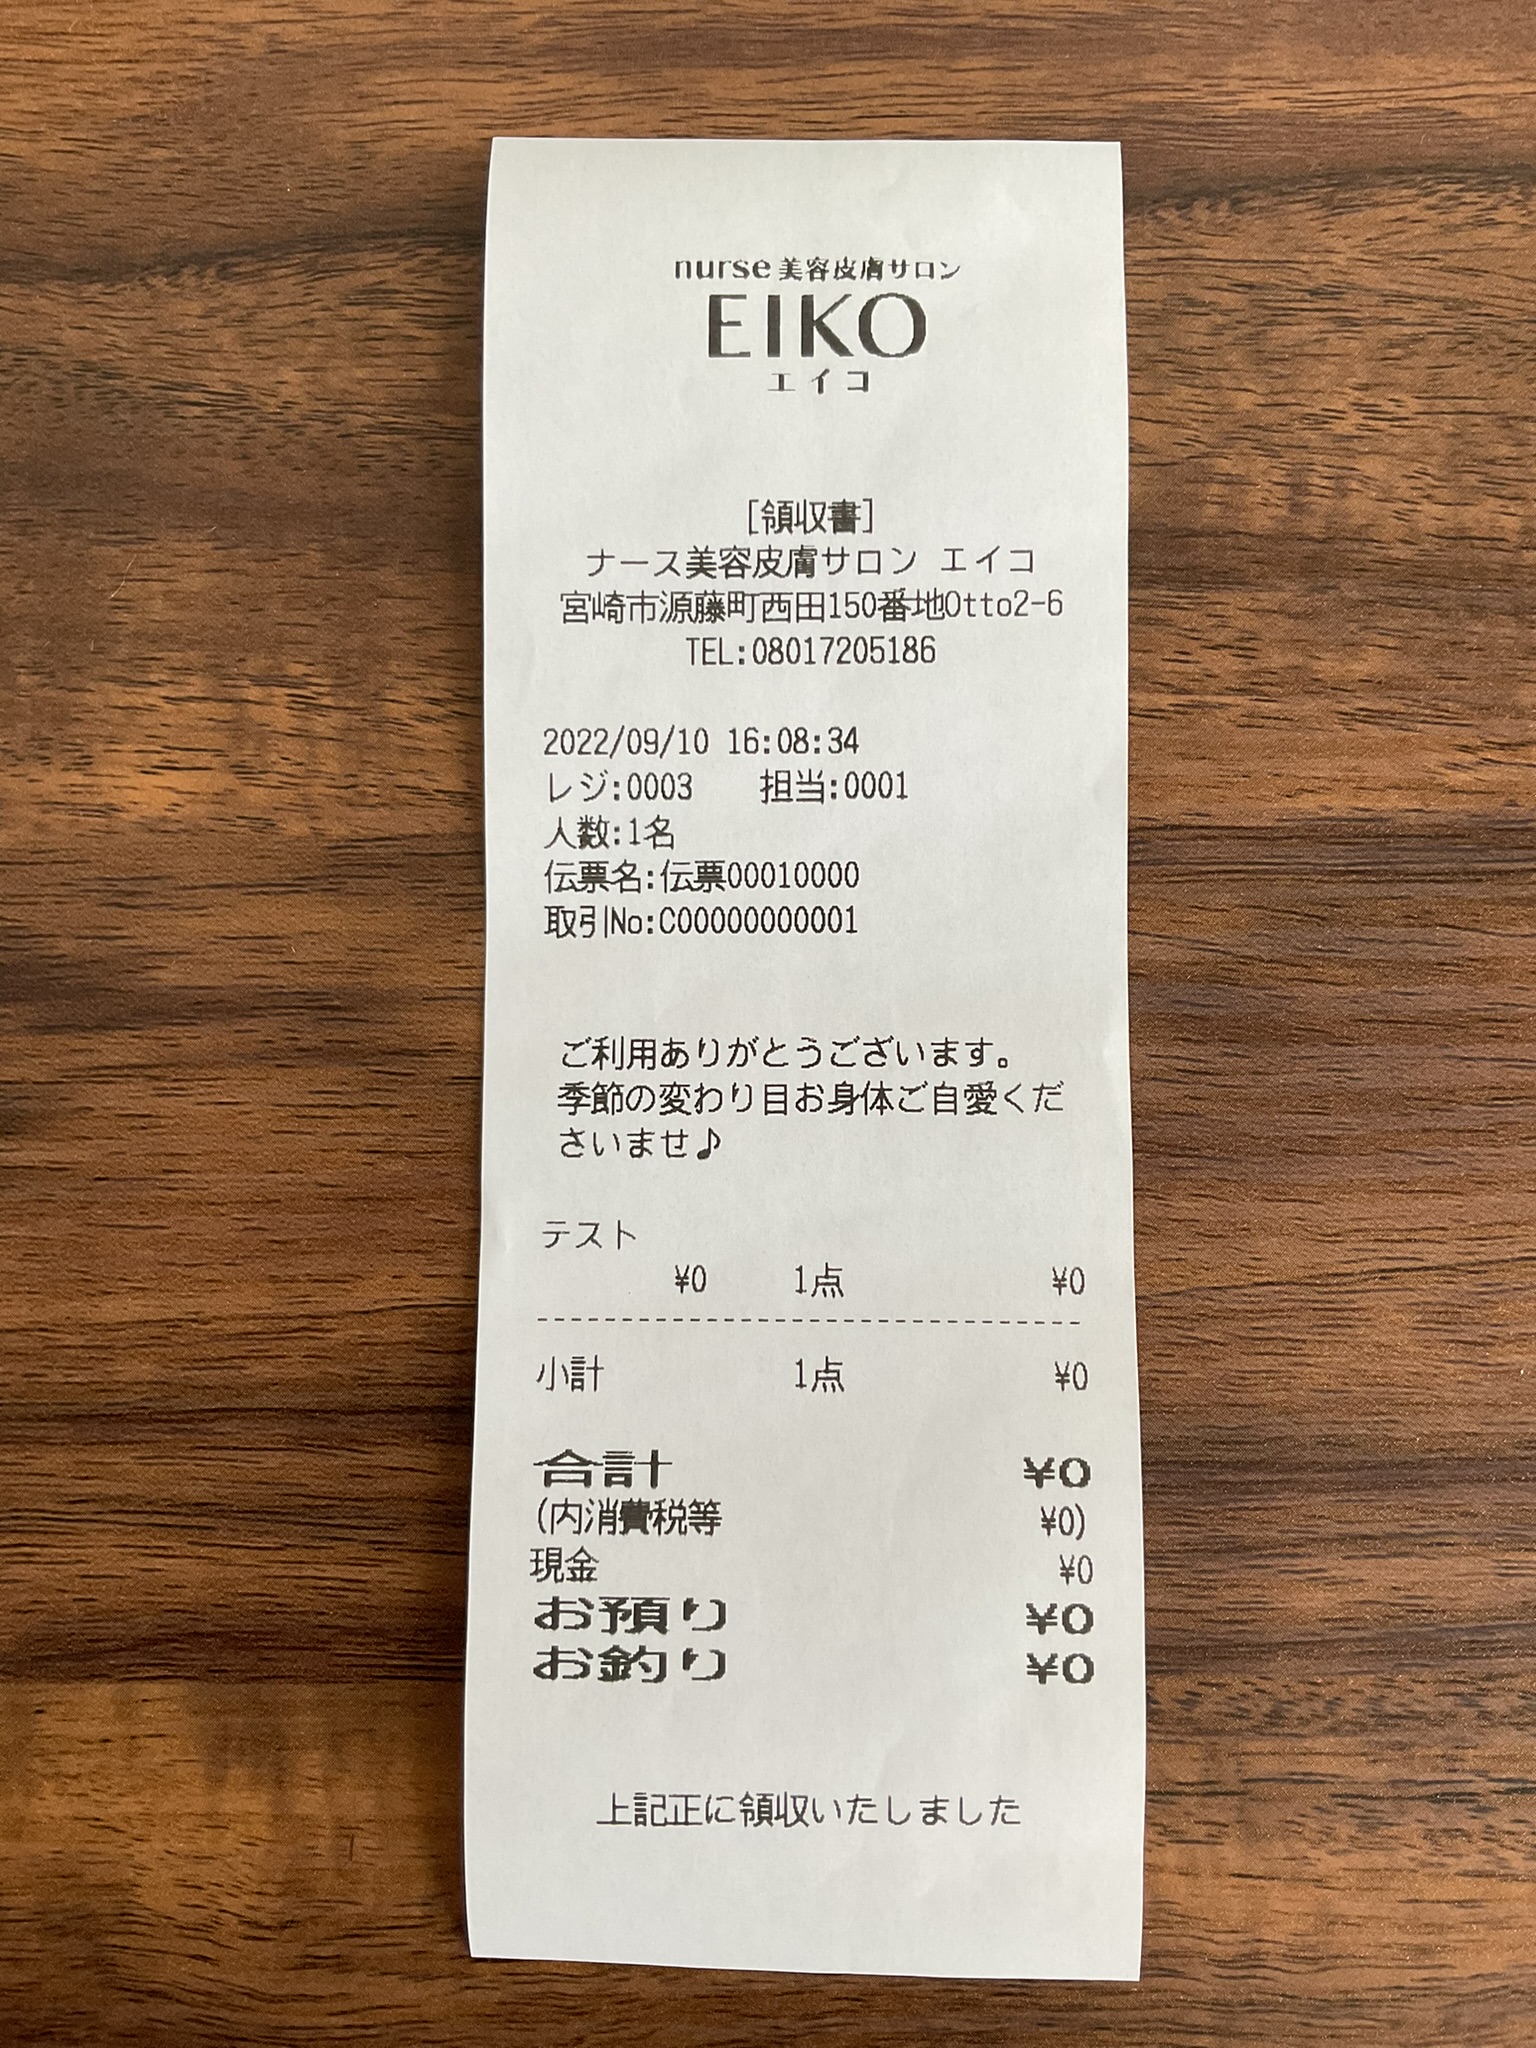 nurse美容皮膚サロン
EIKO
エイコ
[領収書]
ナース美容皮膚サロン エイコ
宮崎市源藤町西田150番地Otto2-6
TEL:08017205186
2022/09/10 16:08:34
レジ:0003 担当:0001
人数:1名
伝票名:伝票00010000
取引No:C00000000001
ご利用ありがとうございます。
季節の変わり目お身体ご自愛くだ
さいませ♪
テスト
¥0 1点 ¥0
小計 1点 ¥0
合計 ¥0
(内消費税等 ¥0)
現金 ¥0
お預り ¥0
お釣り ¥0
上記正に領収いたしました